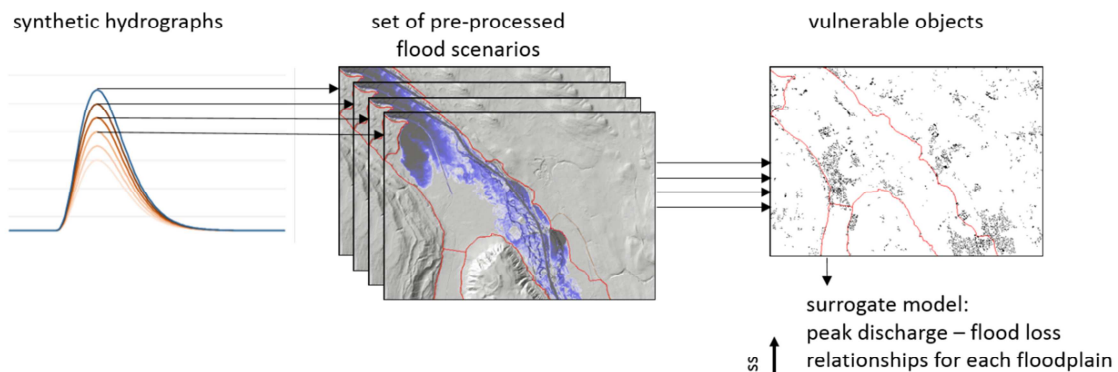 synthetic hydrographs
set of pre-processed
flood scenarios
vulnerable objects
surrogate model:
peak discharge – flood loss
relationships for each floodplain
ss